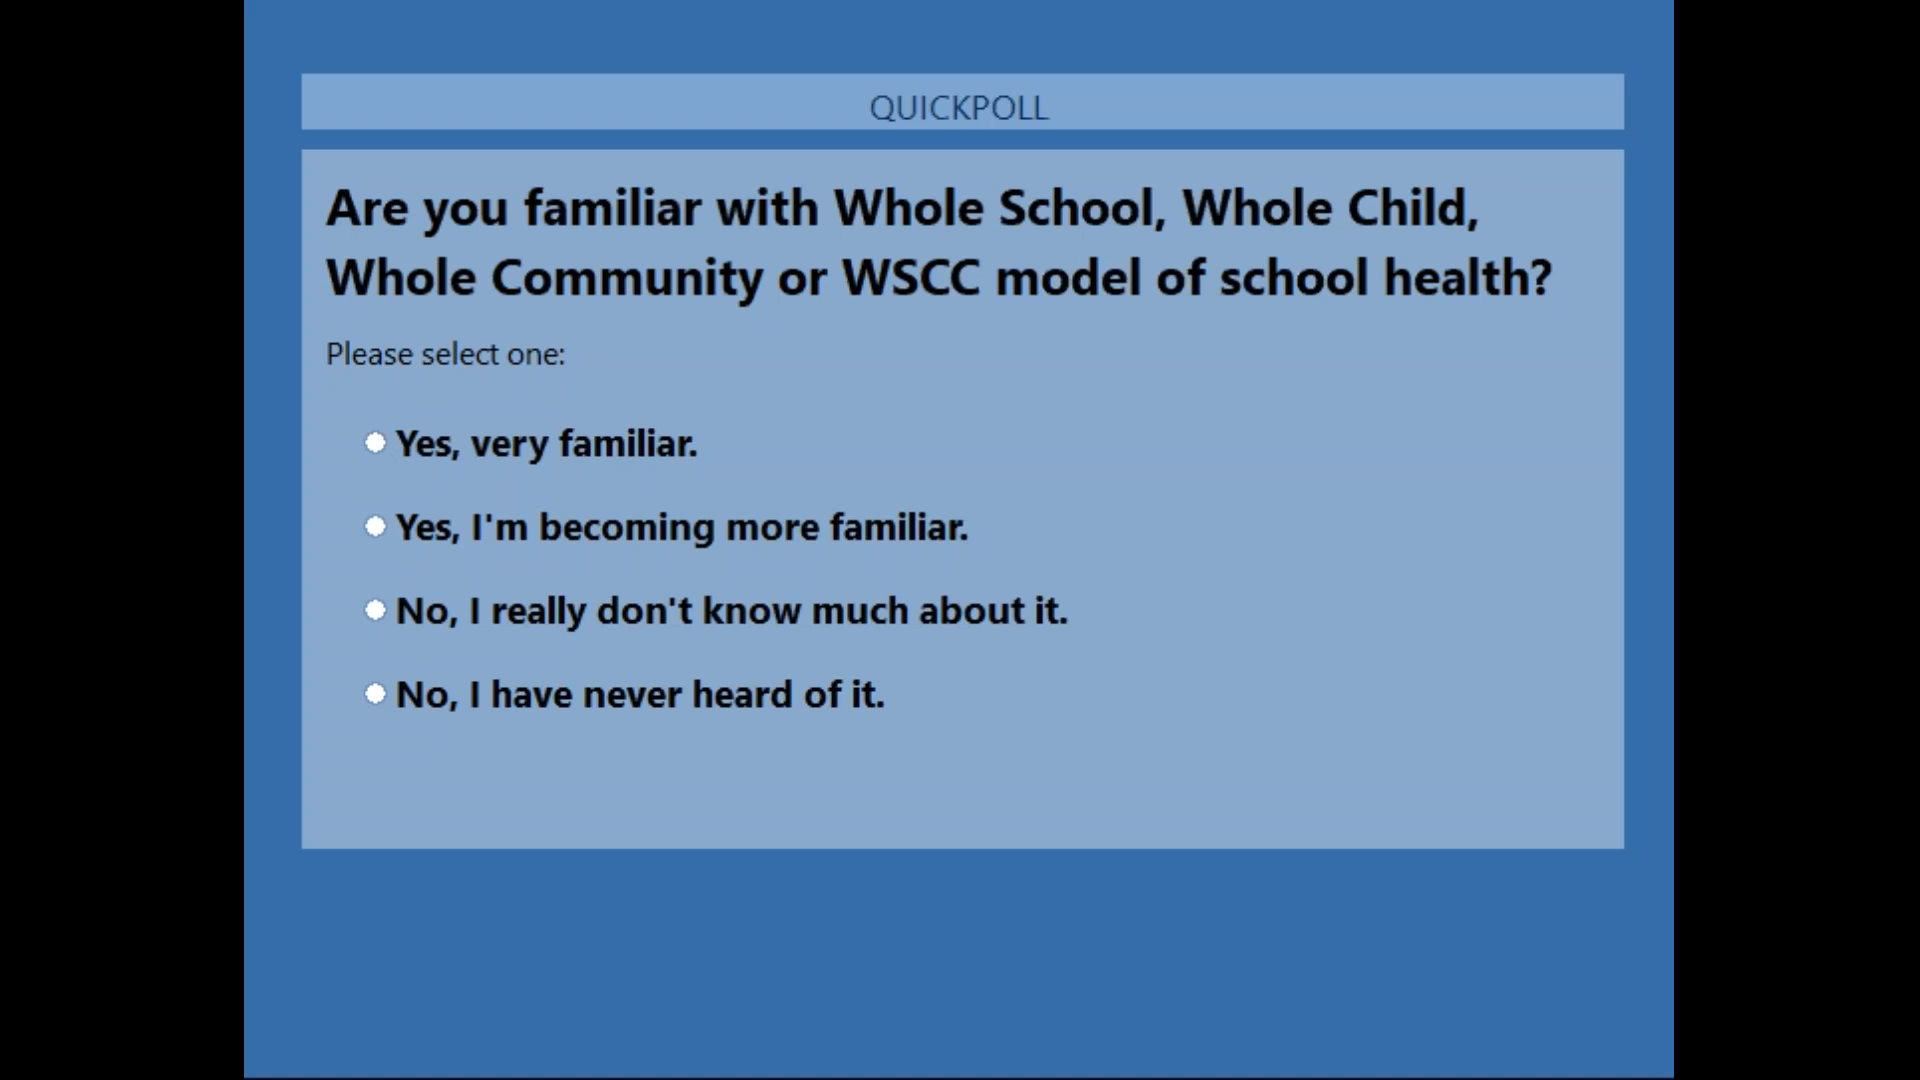 QUICKPOLL
Are you familiar with Whole School, Whole Child,
Whole Community or WSCC model of school health?
Please select one:
Yes, very familiar.
Yes, I'm becoming more familiar.
No, I really don't know much about it.
No, I have never heard of it.